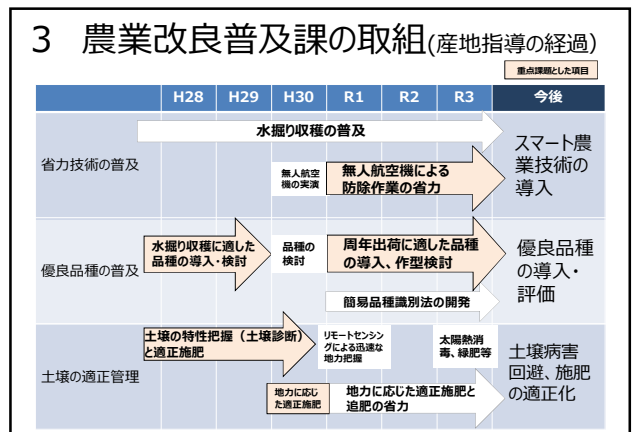 3 農業改良普及課の取組(産地指導の経過)
重点課題とした項目
H28 H29 H30 R1 R2 R3 今後
水掘り収穫の普及
省力技術の普及
無人航空
機の実演
無人航空機による
防除作業の省力
スマート農
業技術の
導入
水掘り収穫に適した
品種の導入・検討
品種の
検討
周年出荷に適した品種
の導入、作型検討
優良品種の普及
簡易品種識別法の開発
優良品種
の導入・
評価
土壌の特性把握(土壌診断)
と適正施肥
リモートセンシン
グによる迅速な
地力把握
太陽熱消
毒、緑肥等
土壌の適正管理
地力に応じ
た適正施肥
地力に応じた適正施肥と
追肥の省力
土壌病害
回避、施肥
の適正化